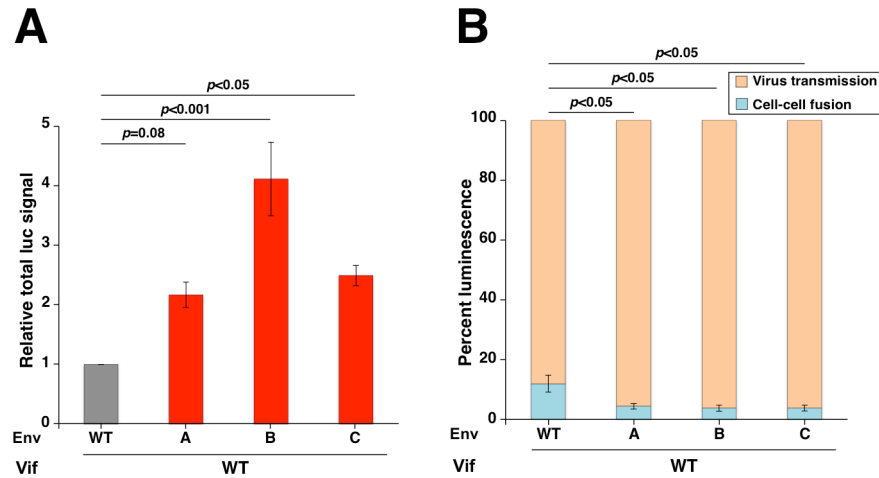 A
p<0.05
p<0.001
p=0.08
Relative total luc signal
5
4
3
2
1
0
Env WT A B C
Vif WT
B
p<0.05
p<0.05
p<0.05
Virus transmission
Cell-cell fusion
Percent luminescence
100
80
60
40
20
0
Env WT A B C
Vif WT